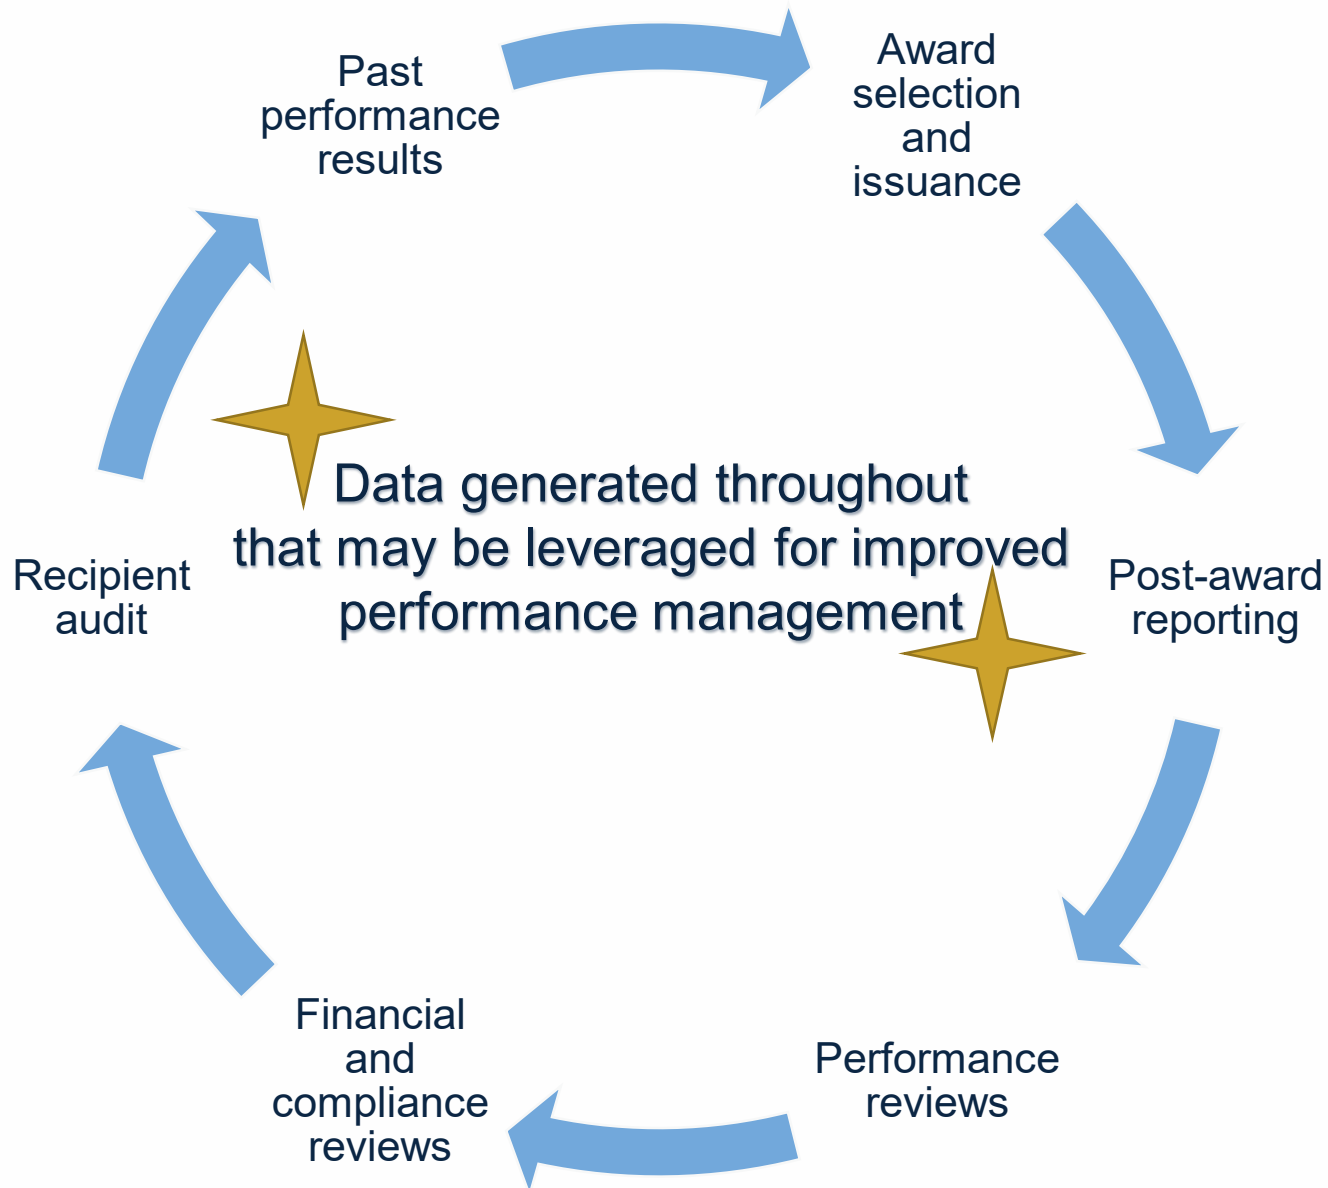 Past
performance
results
Award
selection
and
issuance
Data generated throughout
that may be leveraged for improved
performance management
Recipient
audit
Post-award
reporting
Financial
and
compliance
reviews
Performance
reviews